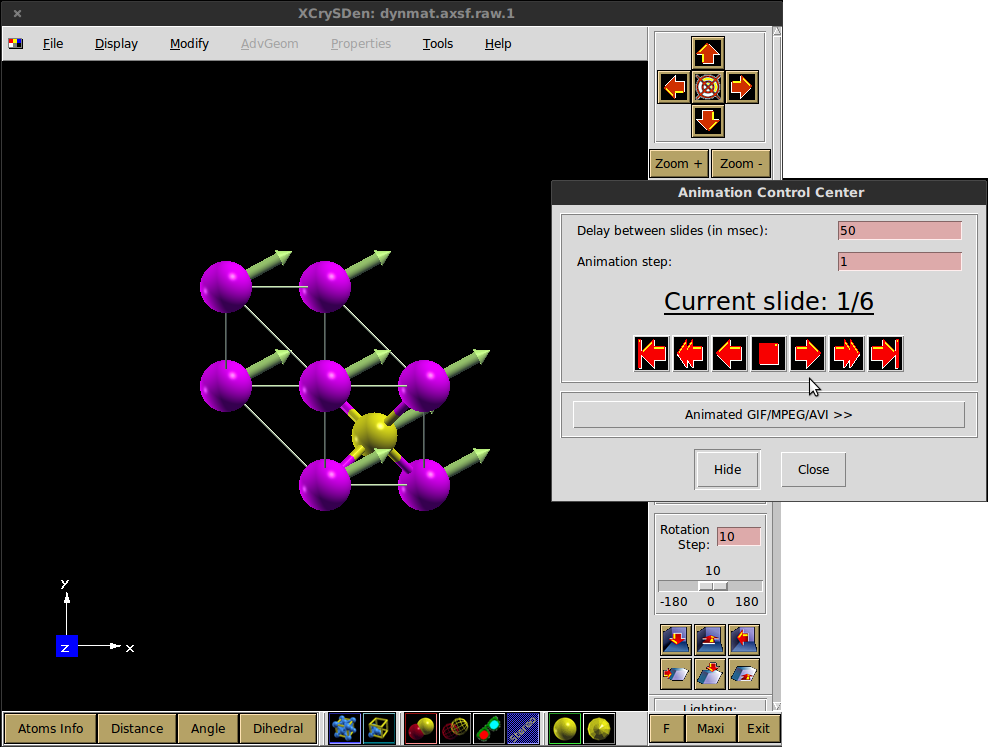 XCrySDen: dynmat.axsf.raw.1
File Display Modify AdvGeom Properties Tools Help
Zoom + Zoom -
Animation Control Center
Delay between slides (in msec): 50
Animation step: 1
Current slide: 1/6
Animated GIF/MPEG/AVI >>
Hide Close
Rotation
Step: 10
10
-180 0 180
y
z x
Lighting:
Atoms Info Distance Angle Dihedral Stereo F Maxi Exit